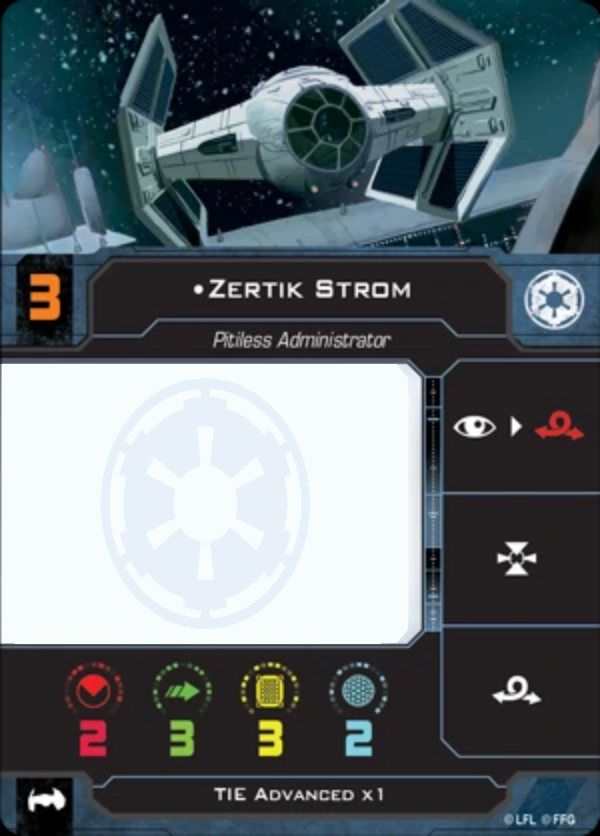 3
•Zertik Strom
Pitiless Administrator
2 3 3 2
TIE Advanced x1
©LFL ©FFG